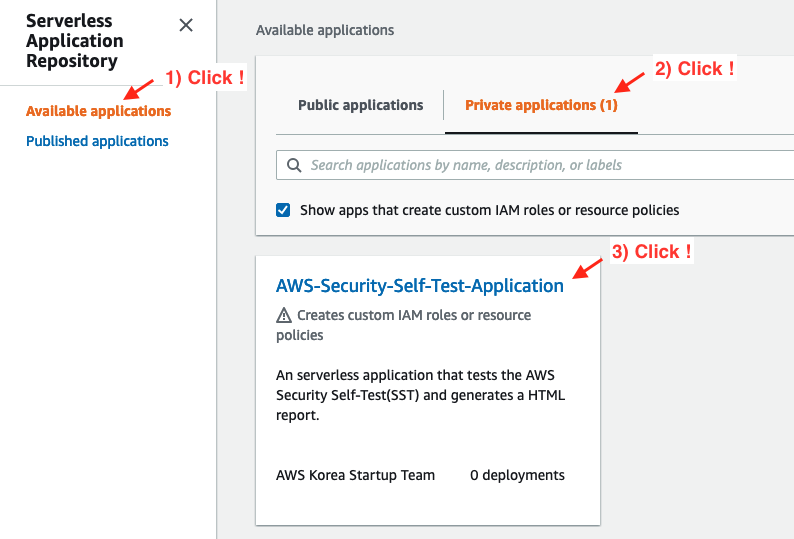 Serverless
Application
Repository
1) Click !
Available applications
Published applications
Available applications
2) Click !
Public applications
Private applications (1)
Search applications by name, description, or labels
Show apps that create custom IAM roles or resource policies
3) Click !
AWS-Security-Self-Test-Application
Creates custom IAM roles or resource
policies
An serverless application that tests the AWS
Security Self-Test(SST) and generates a HTML
report.
AWS Korea Startup Team
0 deployments